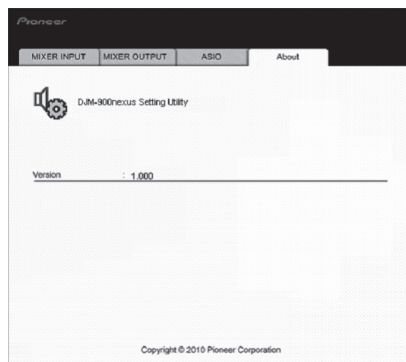 Pioneer
MIXER INPUT MIXER OUTPUT ASIO About
DJM-900nexus Setting Utility
Version : 1.000
Copyright © 2010 Pioneer Corporation